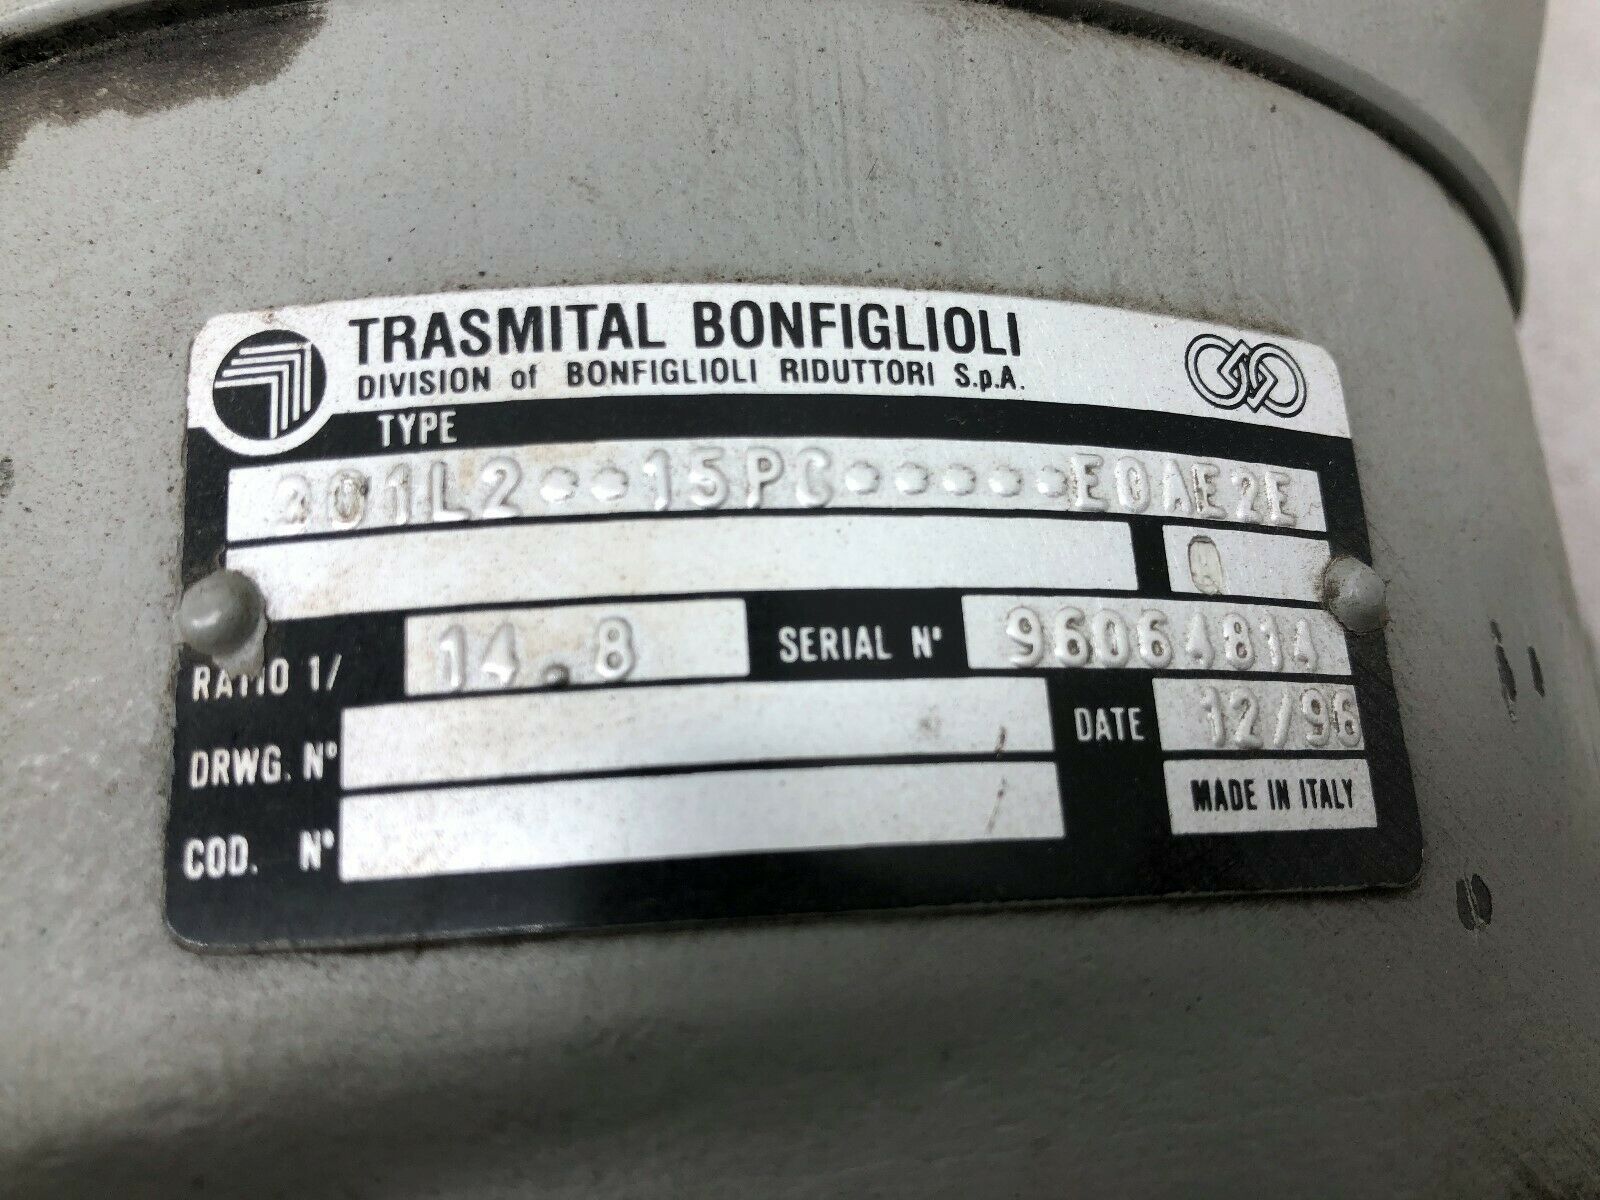 TRASMITAL BONFIGLIOLI
DIVISION of BONFIGLIOLI RIDUTTORI S.p.A.
TYPE
301L2••15PC•••••E0AE2E
RATIO 1/ 14.8 SERIAL N° 96064814
DRWG. N° DATE 12/96
COD. N° MADE IN ITALY